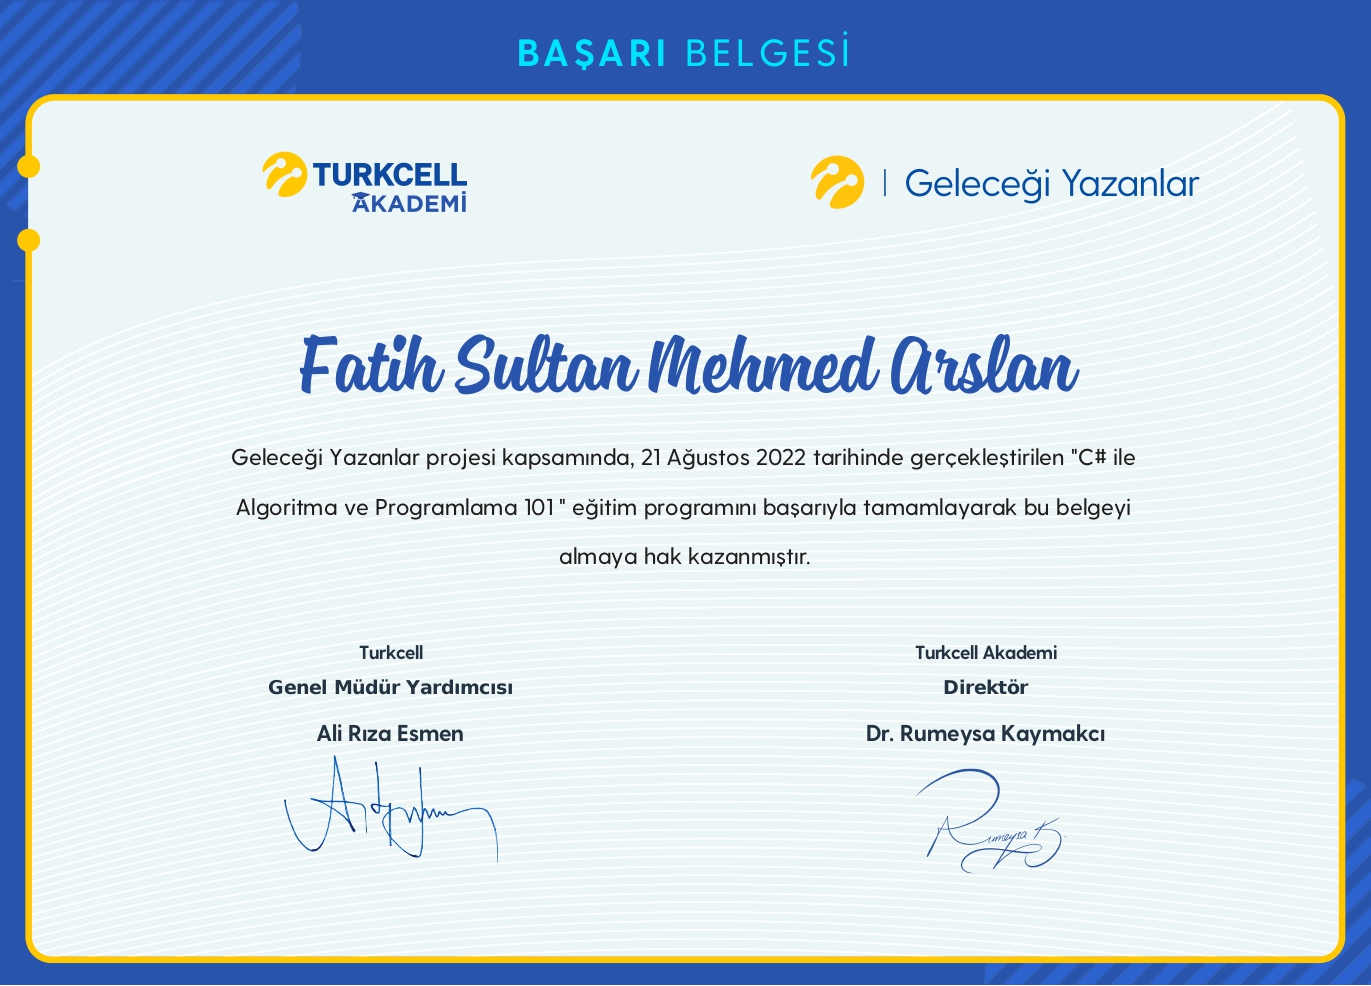 BAŞARI BELGESİ
TURKCELL
AKADEMİ
Geleceği Yazanlar
Fatih Sultan Mehmed Arslan
Geleceği Yazanlar projesi kapsamında, 21 Ağustos 2022 tarihinde gerçekleştirilen "C# ile
Algoritma ve Programlama 101 " eğitim programını başarıyla tamamlayarak bu belgeyi
almaya hak kazanmıştır.
Turkcell
Genel Müdür Yardımcısı
Ali Rıza Esmen
Turkcell Akademi
Direktör
Dr. Rumeysa Kaymakcı
Rumeysa K.